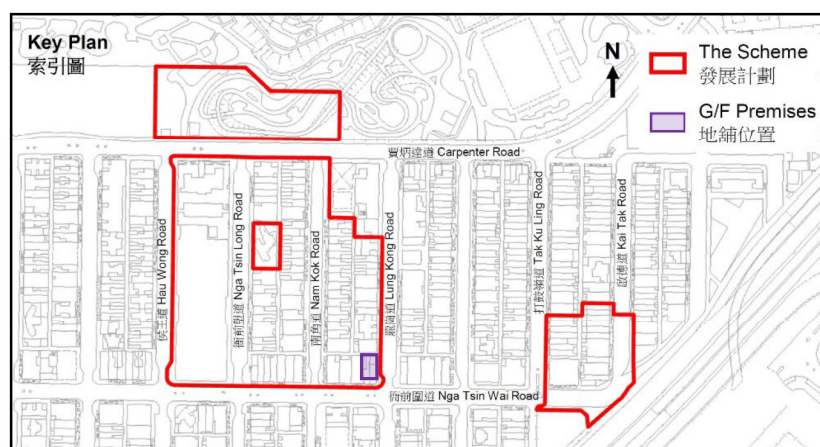 Key Plan
索引圖
N
The Scheme
發展計劃
G/F Premises
地舖位置
賈炳達道 Carpenter Road
侯王道 Hau Wong Road
衙前塱道 Nga Tsin Long Road
南角道 Nam Kok Road
龍崗道 Lung Kong Road
打鼓嶺道 Tak Ku Ling Road
啟德道 Kai Tak Road
衙前圍道 Nga Tsin Wai Road